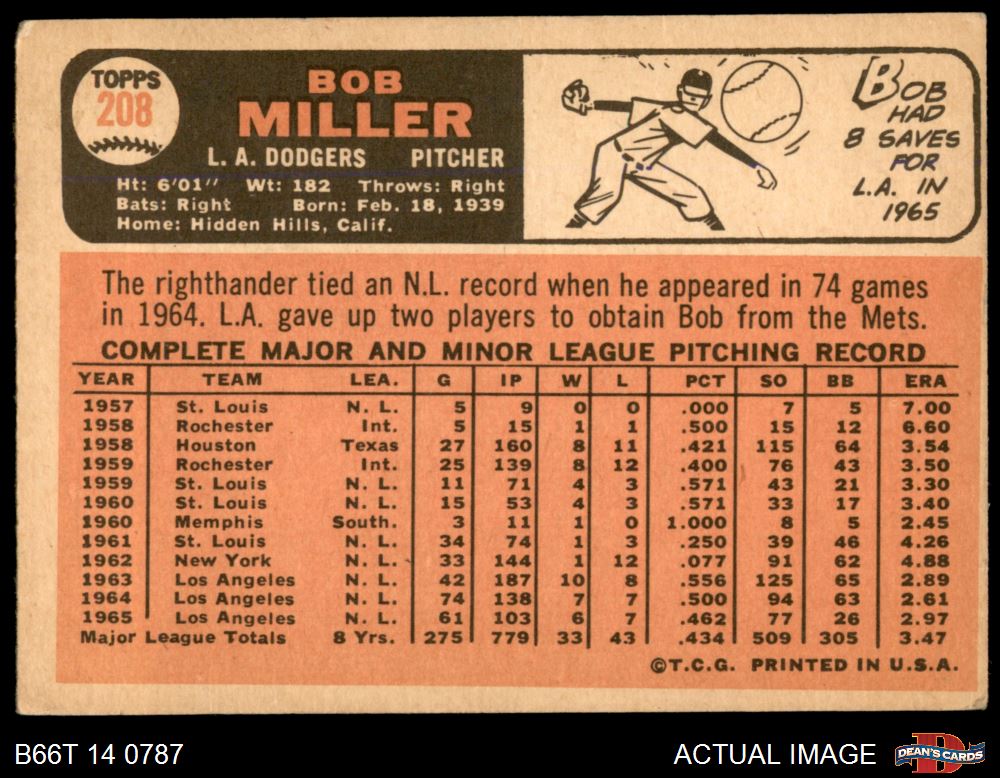 TOPPS
208
BOB
MILLER
L. A. DODGERS PITCHER
Ht: 6'01" Wt: 182 Throws: Right
Bats: Right Born: Feb. 18, 1939
Home: Hidden Hills, Calif.
BOB
HAD
8 SAVES
FOR
L.A. IN
1965
The righthander tied an N.L. record when he appeared in 74 games
in 1964. L.A. gave up two players to obtain Bob from the Mets.
COMPLETE MAJOR AND MINOR LEAGUE PITCHING RECORD
YEAR TEAM LEA. G IP W L PCT SO BB ERA
1957 St. Louis N. L. 5 9 0 0 .000 7 5 7.00
1958 Rochester Int. 5 15 1 1 .500 15 12 6.60
1958 Houston Texas 27 160 8 11 .421 115 64 3.54
1959 Rochester Int. 25 139 8 12 .400 76 43 3.50
1959 St. Louis N. L. 11 71 4 3 .571 43 21 3.30
1960 St. Louis N. L. 15 53 4 3 .571 33 17 3.40
1960 Memphis South. 3 11 1 0 1.000 8 5 2.45
1961 St. Louis N. L. 34 74 1 3 .250 39 46 4.26
1962 New York N. L. 33 144 1 12 .077 91 62 4.88
1963 Los Angeles N. L. 42 187 10 8 .556 125 65 2.89
1964 Los Angeles N. L. 74 138 7 7 .500 94 63 2.61
1965 Los Angeles N. L. 61 103 6 7 .462 77 26 2.97
Major League Totals 8 Yrs. 275 779 33 43 .434 509 305 3.47
©T.C.G. PRINTED IN U.S.A.
B66T 14 0787 ACTUAL IMAGE
DEAN'S CARDS